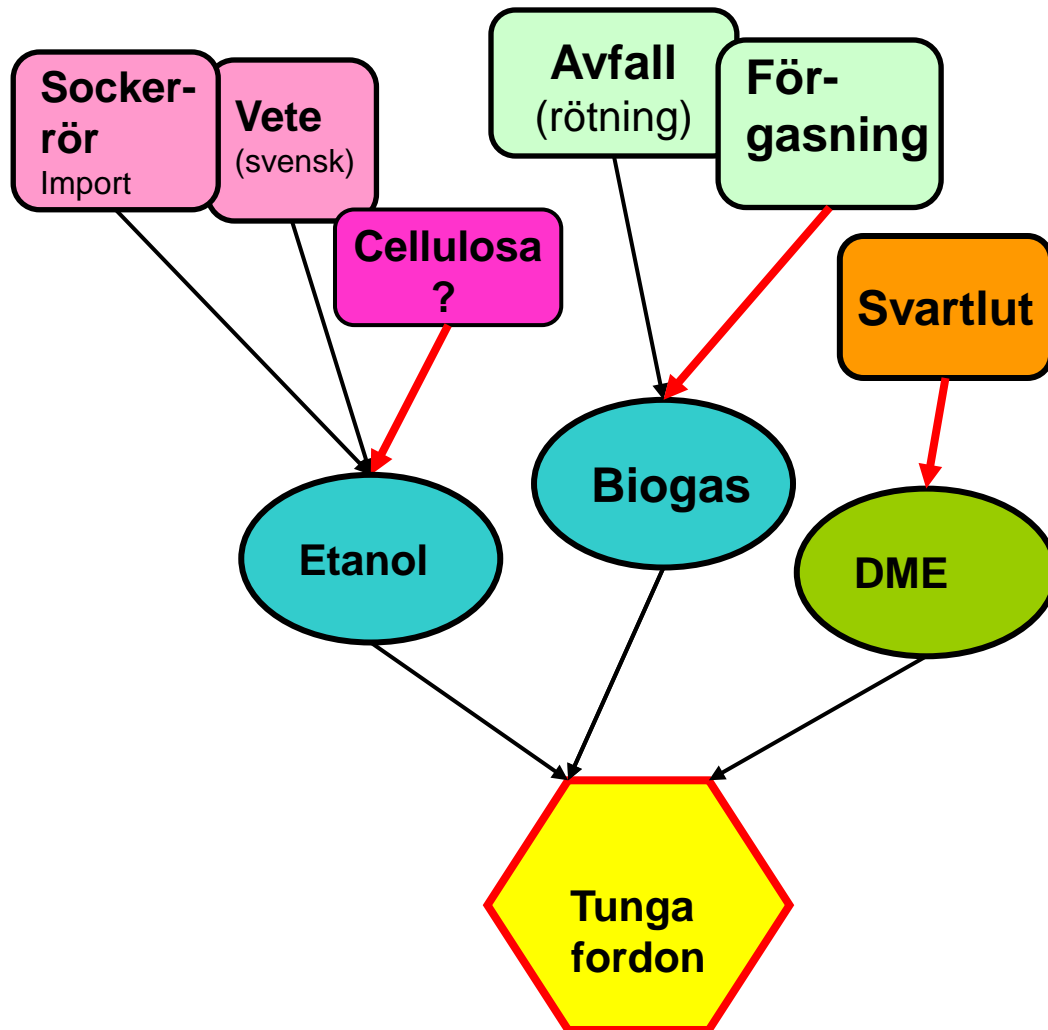 Socker-
rör
Import
Vete
(svensk)
Cellulosa
?
Avfall
(rötning)
För-
gasning
Svartlut
Etanol
Biogas
DME
Tunga
fordon